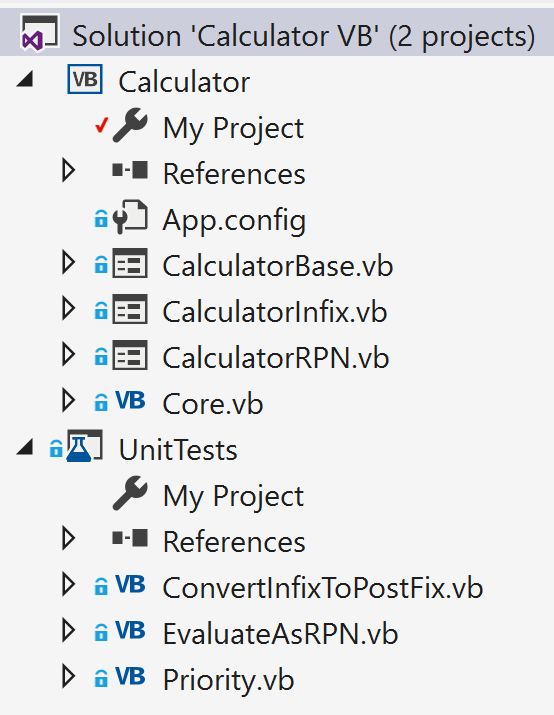 Solution 'Calculator VB' (2 projects)
VB Calculator
My Project
References
App.config
CalculatorBase.vb
CalculatorInfix.vb
CalculatorRPN.vb
VB Core.vb
UnitTests
My Project
References
VB ConvertInfixToPostFix.vb
VB EvaluateAsRPN.vb
VB Priority.vb